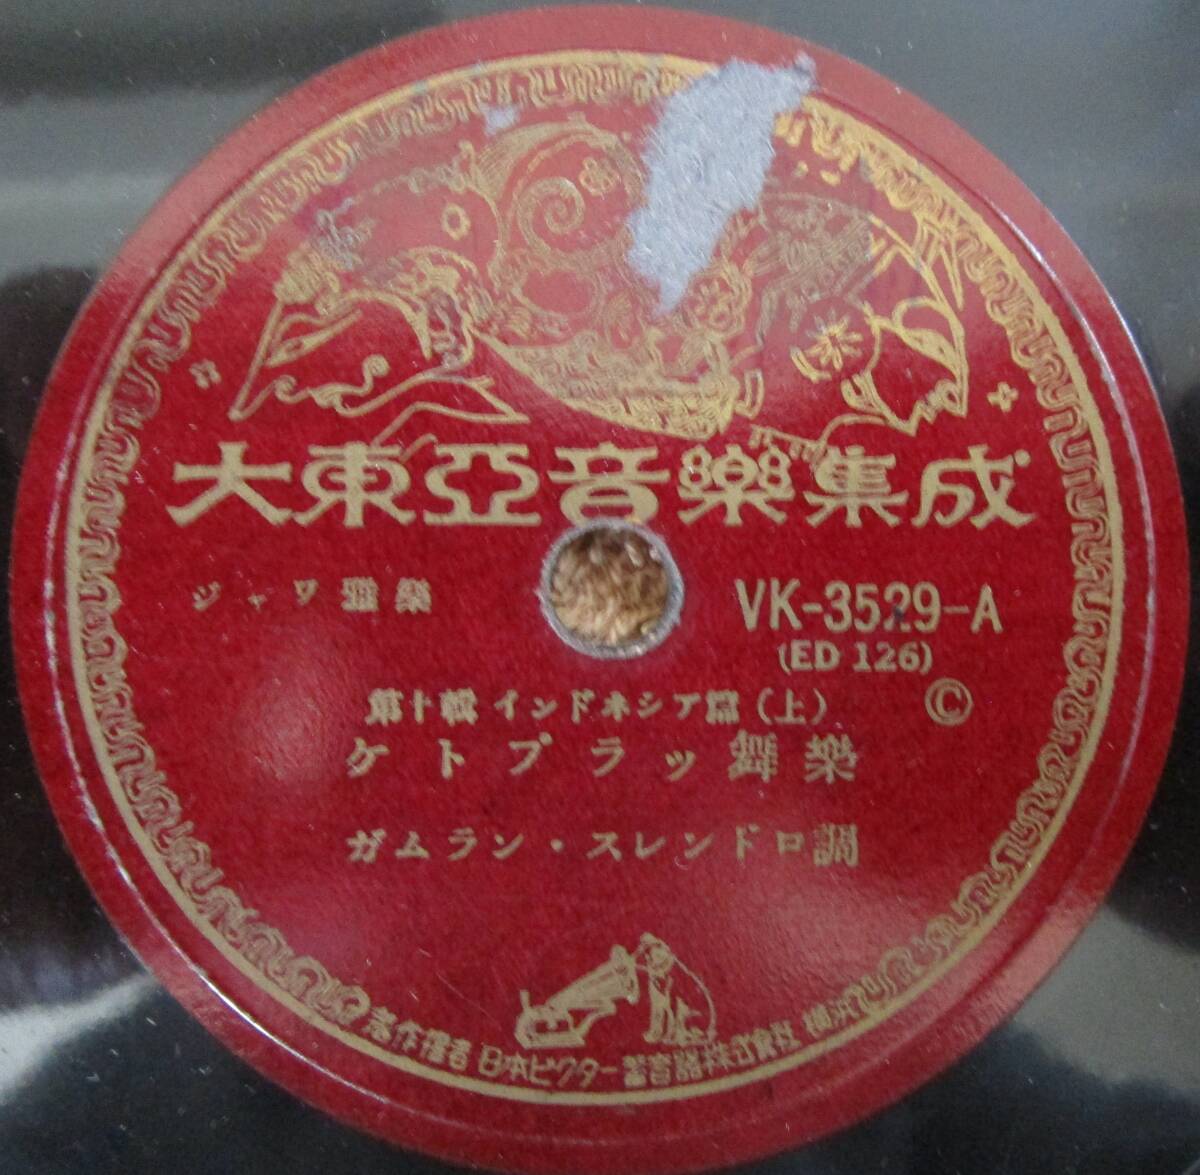 大東亞音樂集成
ジャワ雅樂
VK-3529-A
(ED 126)
第十輯 インドネシア篇(上)
Ⓒ
ケトプラッ舞樂
ガムラン・スレンドロ調
著作權者 日本ビクター蓄音器株式會社 横浜